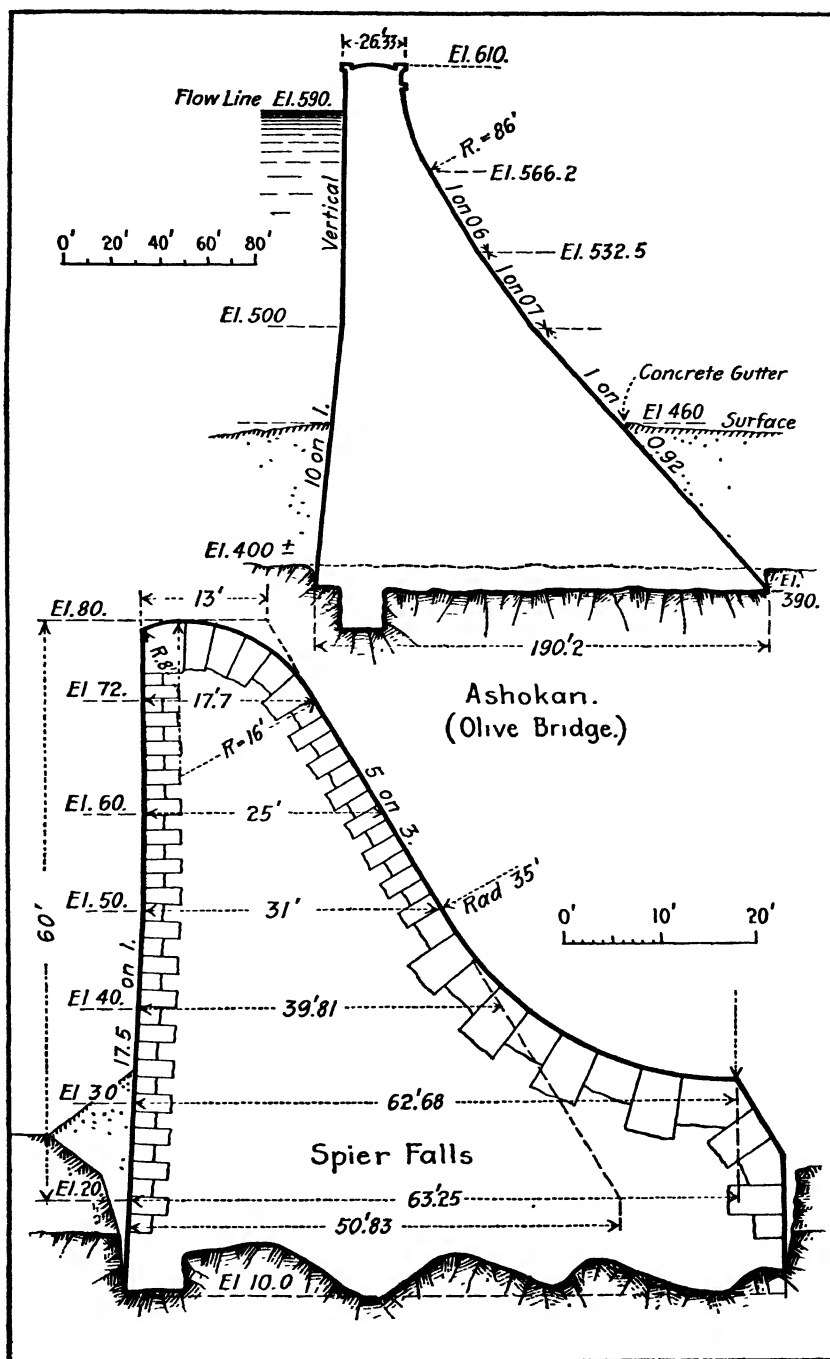 26.'33
El.610.
Flow Line El.590.
R.=86'
El.566.2
Vertical
1 on 0.6
0' 20' 40' 60' 80'
El.532.5
1 on 0.7
El.500
1 on 0.92
Concrete Gutter
El 460 Surface
10 on 1.
El.400 ±
El. 390.
190.'2
Ashokan.
(Olive Bridge.)
El.80.
13'
R.8'
El 72.
17.'7
R=16'
5 on 3.
El.60.
25'
Rad 35'
El.50.
31'
0' 10' 20'
60'
17.5 on 1.
El 40.
39.'81
El 30
62.'68
Spier Falls
El.20
63.'25
50.'83
El 10.0